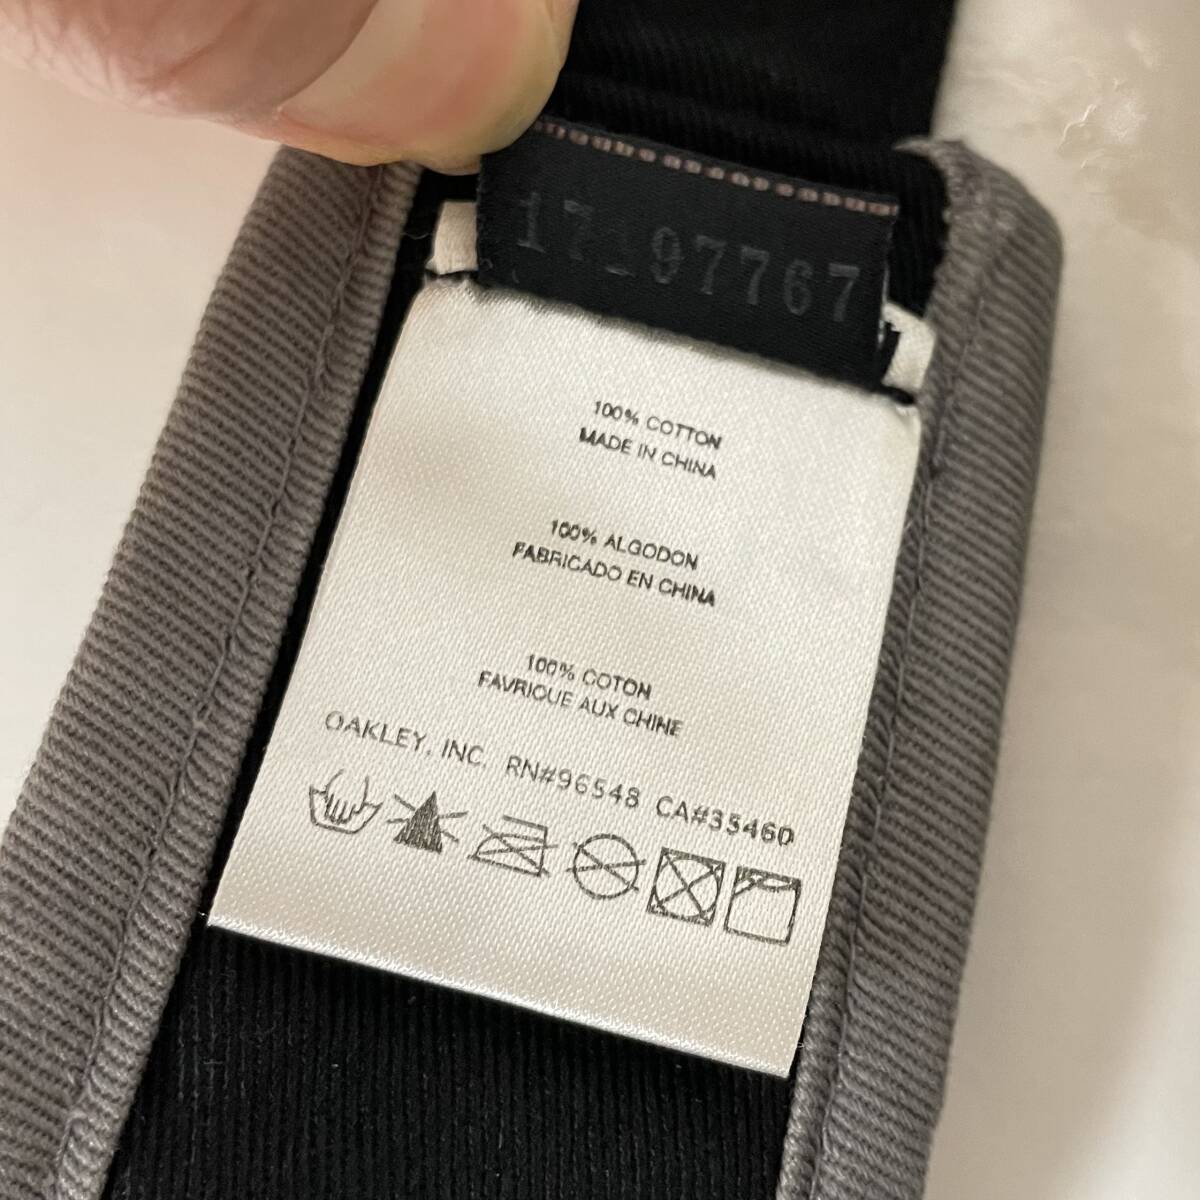 17197767
100% COTTON
MADE IN CHINA
100% ALGODON
FABRICADO EN CHINA
100% COTON
FAVRIQUE AUX CHINE
OAKLEY, INC. RN#96548 CA#35460